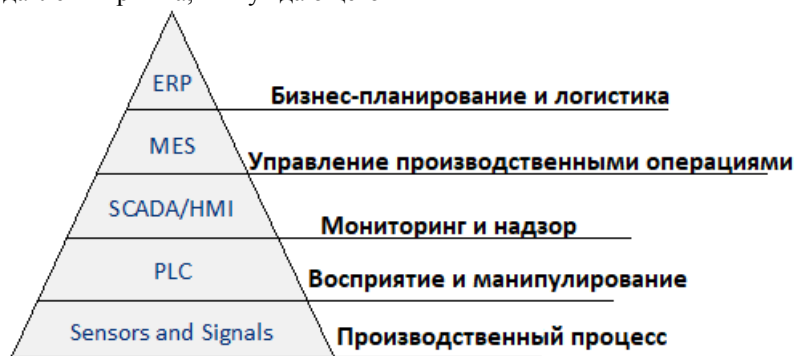 ERP
Бизнес-планирование и логистика
MES
Управление производственными операциями
SCADA/HMI
Мониторинг и надзор
PLC
Восприятие и манипулирование
Sensors and Signals
Производственный процесс